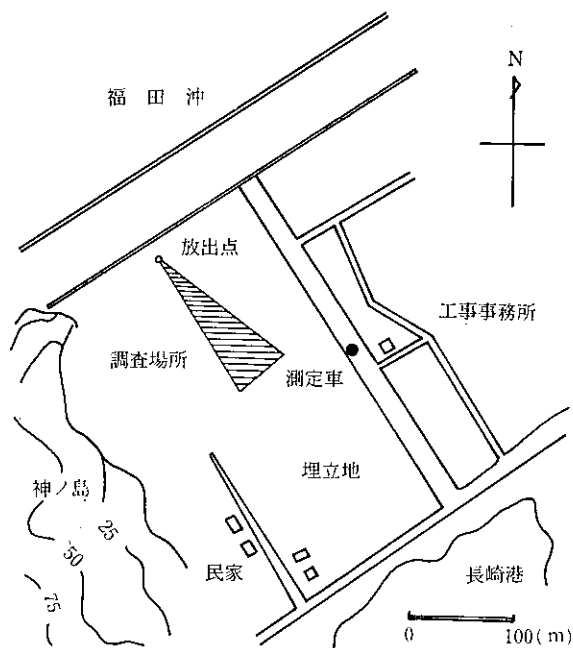 N
福田沖
放出点
工事事務所
調査場所
測定車
埋立地
神ノ島
25
50
75
民家
長崎港
0 100(m)